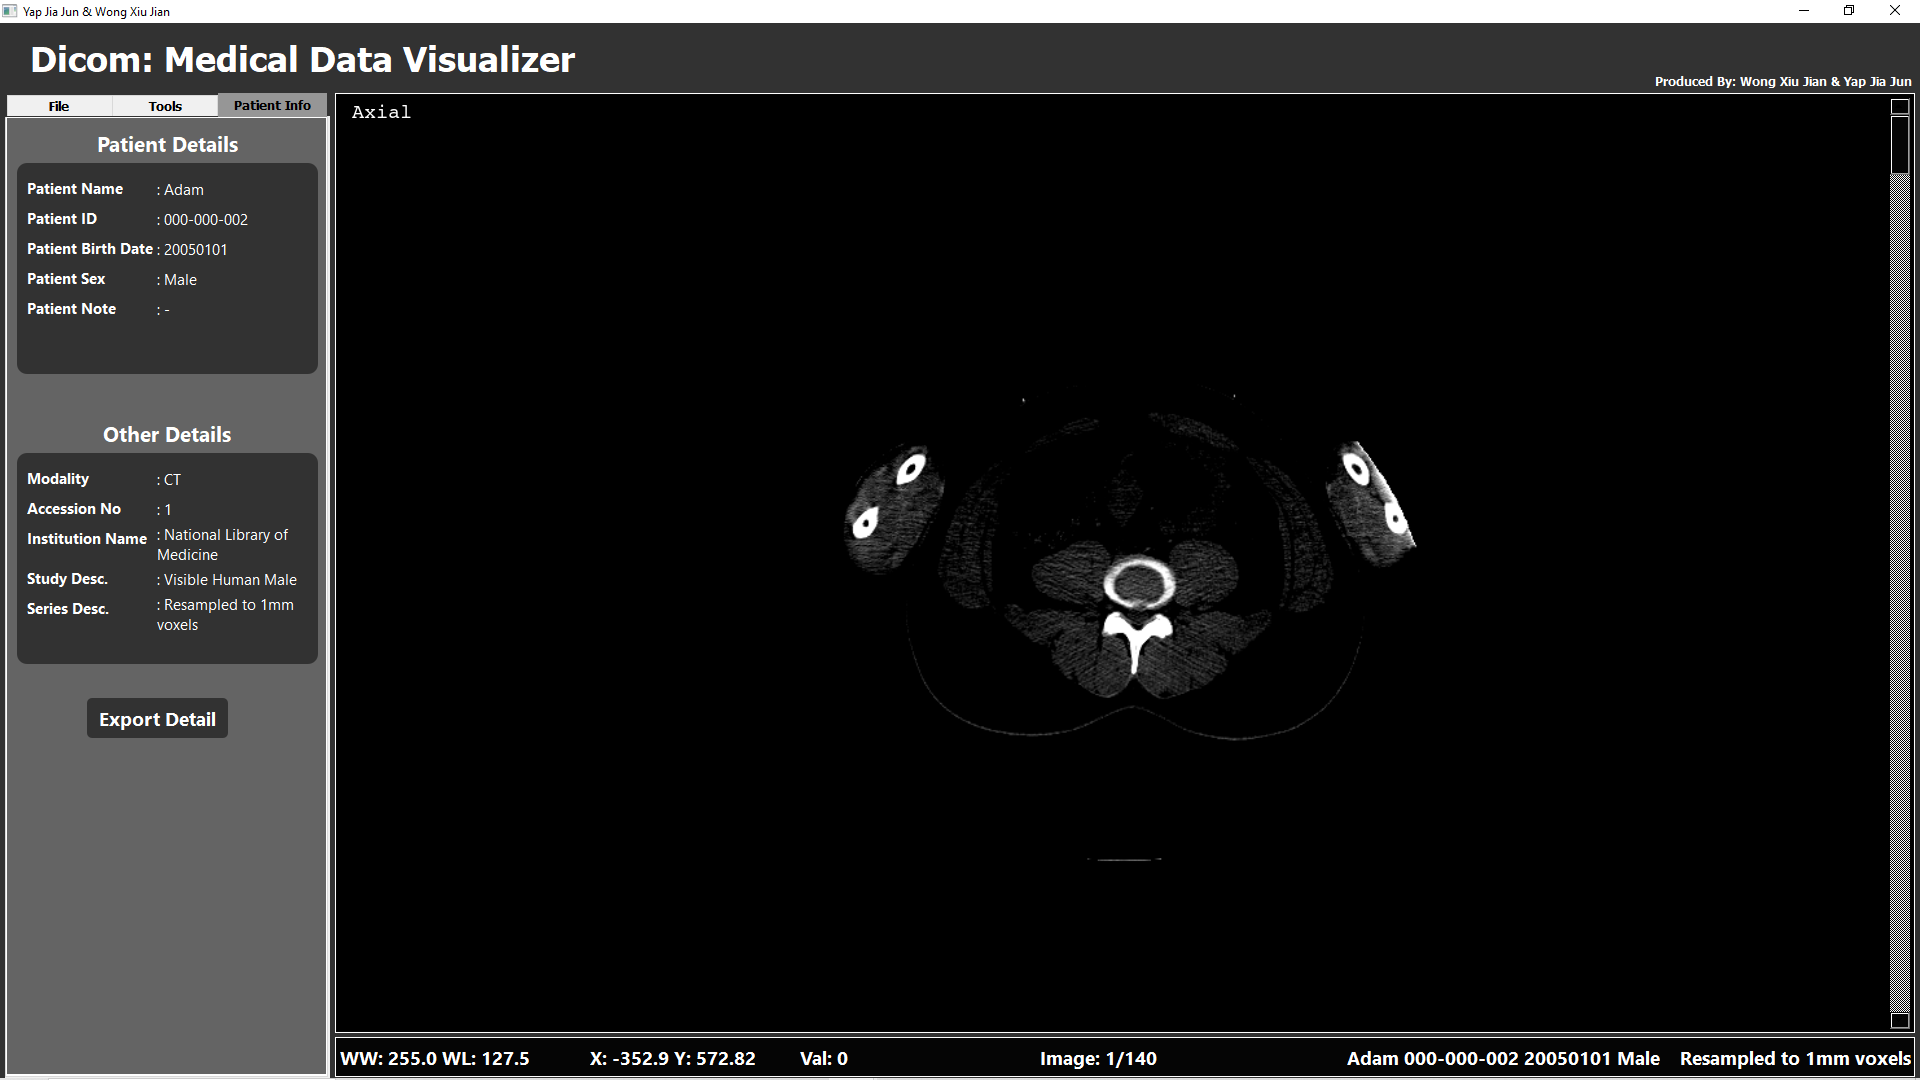 Yap Jia Jun & Wong Xiu Jian
Dicom: Medical Data Visualizer
Produced By: Wong Xiu Jian & Yap Jia Jun
File Tools Patient Info
Patient Details
Patient Name : Adam
Patient ID : 000-000-002
Patient Birth Date : 20050101
Patient Sex : Male
Patient Note : -
Other Details
Modality : CT
Accession No : 1
Institution Name : National Library of
Medicine
Study Desc. : Visible Human Male
Series Desc. : Resampled to 1mm
voxels
Export Detail
Axial
WW: 255.0 WL: 127.5 X: -352.9 Y: 572.82 Val: 0 Image: 1/140 Adam 000-000-002 20050101 Male Resampled to 1mm voxels